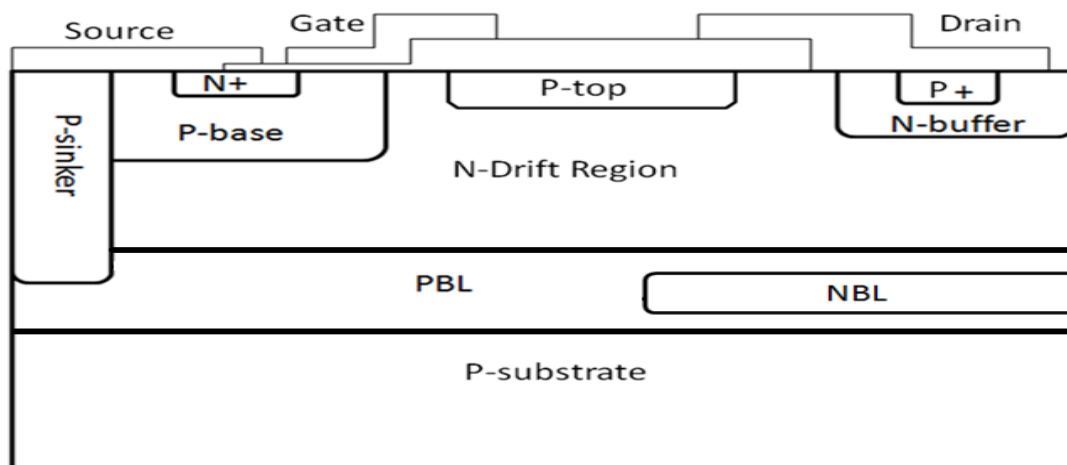 Source
Gate
Drain
N+
P-top
P +
P-base
N-buffer
P-sinker
N-Drift Region
PBL
NBL
P-substrate